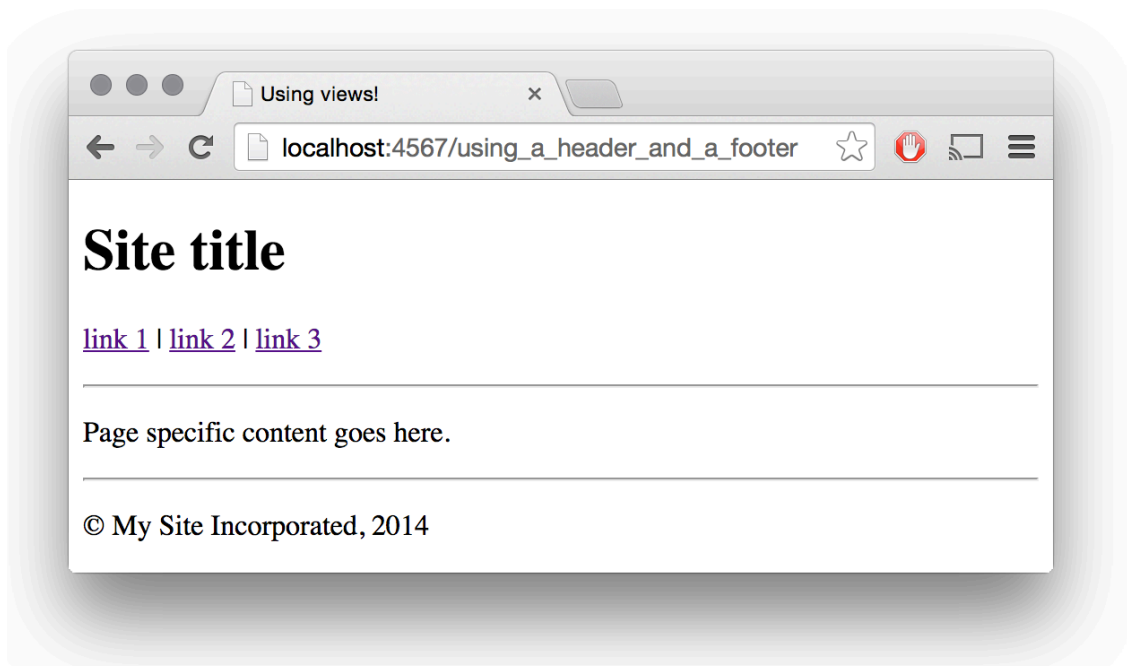 Using views!
localhost:4567/using_a_header_and_a_footer
Site title
link 1 | link 2 | link 3
Page specific content goes here.
© My Site Incorporated, 2014